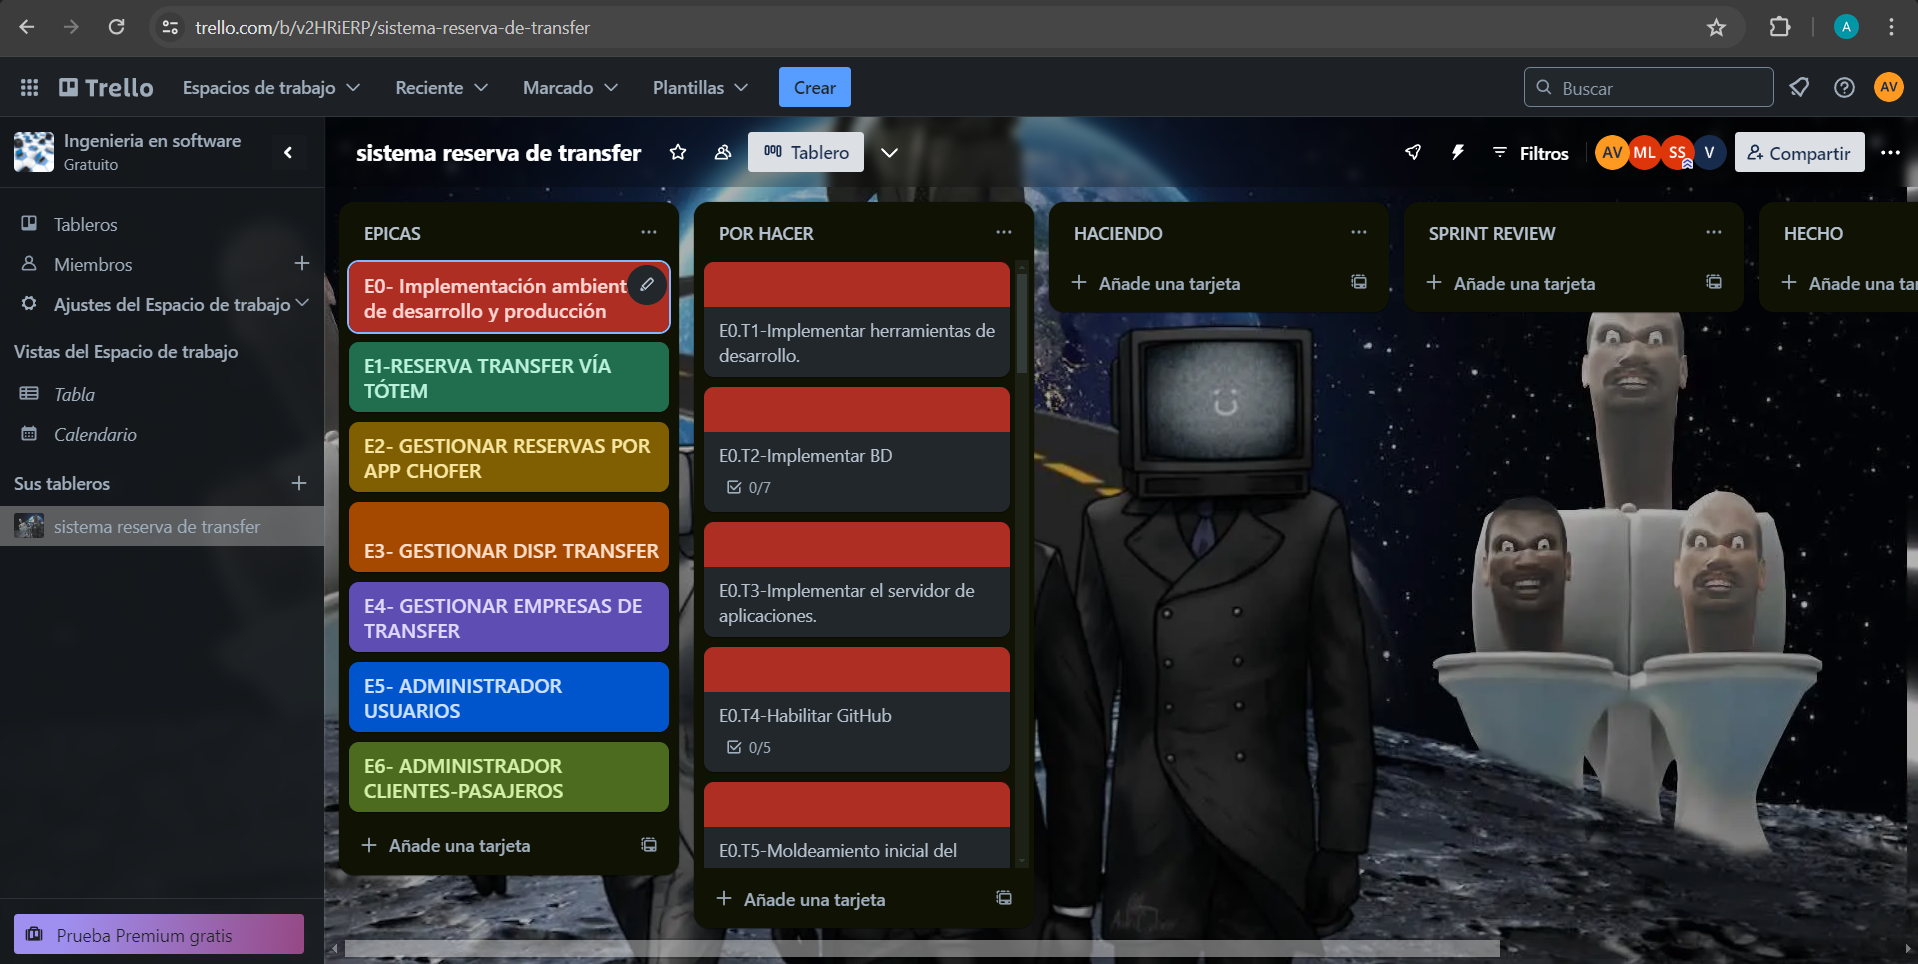 trello.com/b/v2HRiERP/sistema-reserva-de-transfer
A
Trello
Espacios de trabajo
Reciente
Marcado
Plantillas
Crear
Buscar
AV
Ingenieria en software
Gratuito
sistema reserva de transfer
Tablero
Filtros
AV
ML
SS
V
Compartir
Tableros
Miembros
Ajustes del Espacio de trabajo
Vistas del Espacio de trabajo
Tabla
Calendario
Sus tableros
sistema reserva de transfer
Prueba Premium gratis
EPICAS
E0- Implementación ambient
de desarrollo y producción
E1-RESERVA TRANSFER VÍA
TÓTEM
E2- GESTIONAR RESERVAS POR
APP CHOFER
E3- GESTIONAR DISP. TRANSFER
E4- GESTIONAR EMPRESAS DE
TRANSFER
E5- ADMINISTRADOR
USUARIOS
E6- ADMINISTRADOR
CLIENTES-PASAJEROS
Añade una tarjeta
POR HACER
E0.T1-Implementar herramientas de
desarrollo.
E0.T2-Implementar BD
0/7
E0.T3-Implementar el servidor de
aplicaciones.
E0.T4-Habilitar GitHub
0/5
E0.T5-Moldeamiento inicial del
Añade una tarjeta
HACIENDO
Añade una tarjeta
SPRINT REVIEW
Añade una tarjeta
HECHO
Añade una tar